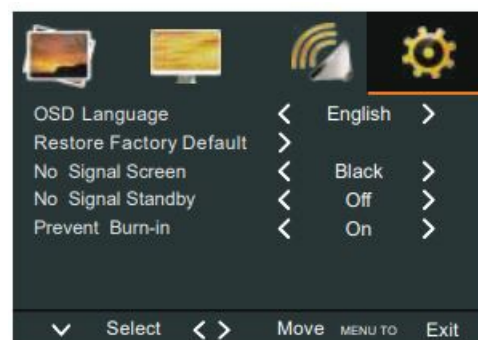 OSD Language English
Restore Factory Default
No Signal Screen Black
No Signal Standby Off
Prevent Burn-in On
Select Move MENU TO Exit